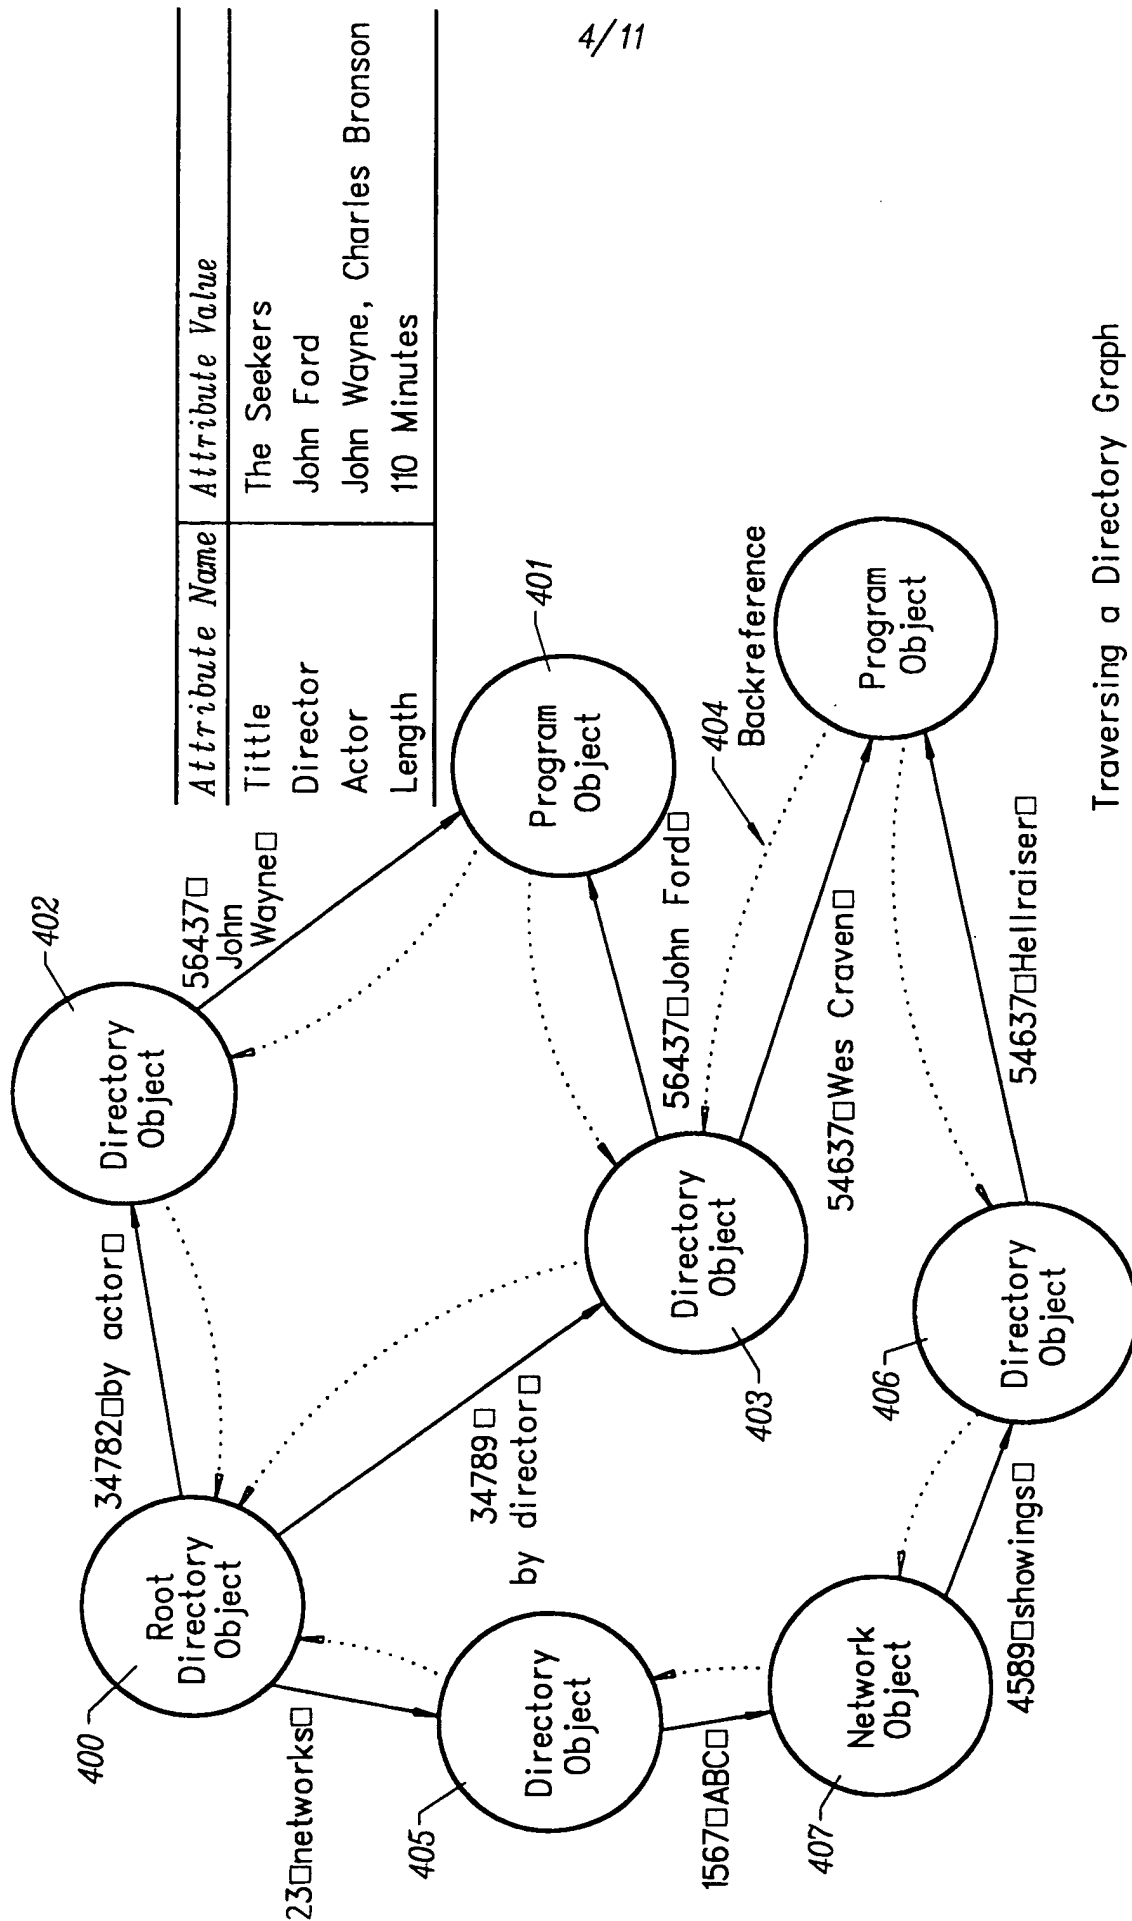 4/11
Attribute Name Attribute Value
Tittle The Seekers
Director John Ford
Actor John Wayne, Charles Bronson
Length 110 Minutes
402
Directory
Object
56437□
John
Wayne□
34782□by actor□
400
Root
Directory
Object
401
Program
Object
23□networks□
34789□
by director□
56437□John Ford□
404
Backreference
405
Directory
Object
403
Directory
Object
54637□Wes Craven□
Program
Object
1567□ABC□
407
Network
Object
406
Directory
Object
4589□showings□
54637□Hellraiser□
Traversing a Directory Graph